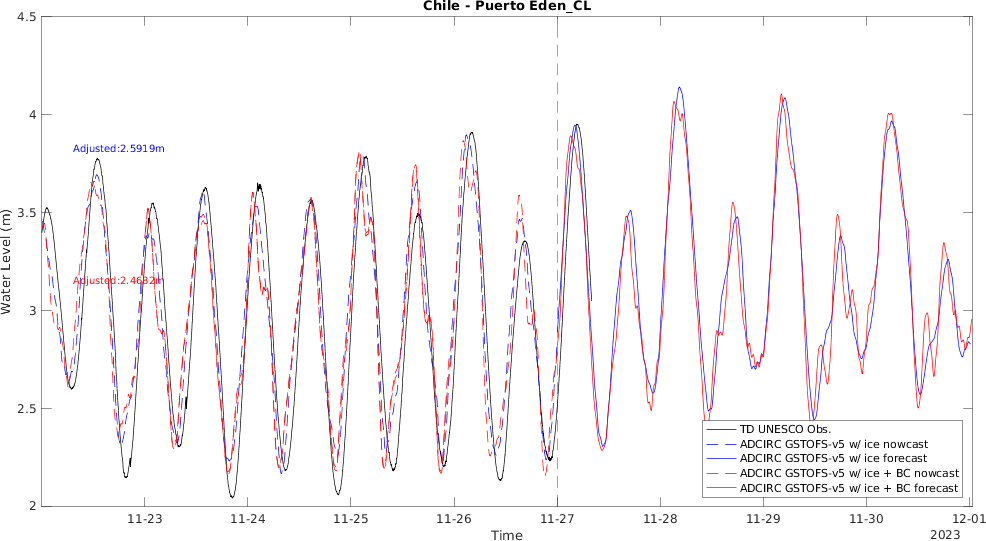 Chile - Puerto Eden_CL
4.5
4
3.5
3
2.5
2
Water Level (m)
Adjusted:2.5919m
Adjusted:2.4632m
TD UNESCO Obs.
ADCIRC GSTOFS-v5 w/ ice nowcast
ADCIRC GSTOFS-v5 w/ ice forecast
ADCIRC GSTOFS-v5 w/ ice + BC nowcast
ADCIRC GSTOFS-v5 w/ ice + BC forecast
11-23 11-24 11-25 11-26 11-27 11-28 11-29 11-30 12-01
Time
2023